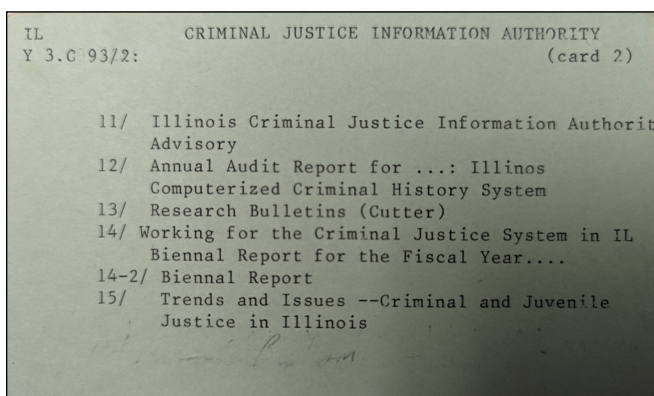 IL CRIMINAL JUSTICE INFORMATION AUTHORITY
Y 3.C 93/2: (card 2)
11/ Illinois Criminal Justice Information Authorit
Advisory
12/ Annual Audit Report for ...: Illinos
Computerized Criminal History System
13/ Research Bulletins (Cutter)
14/ Working for the Criminal Justice System in IL
Biennal Report for the Fiscal Year....
14-2/ Biennal Report
15/ Trends and Issues --Criminal and Juvenile
Justice in Illinois